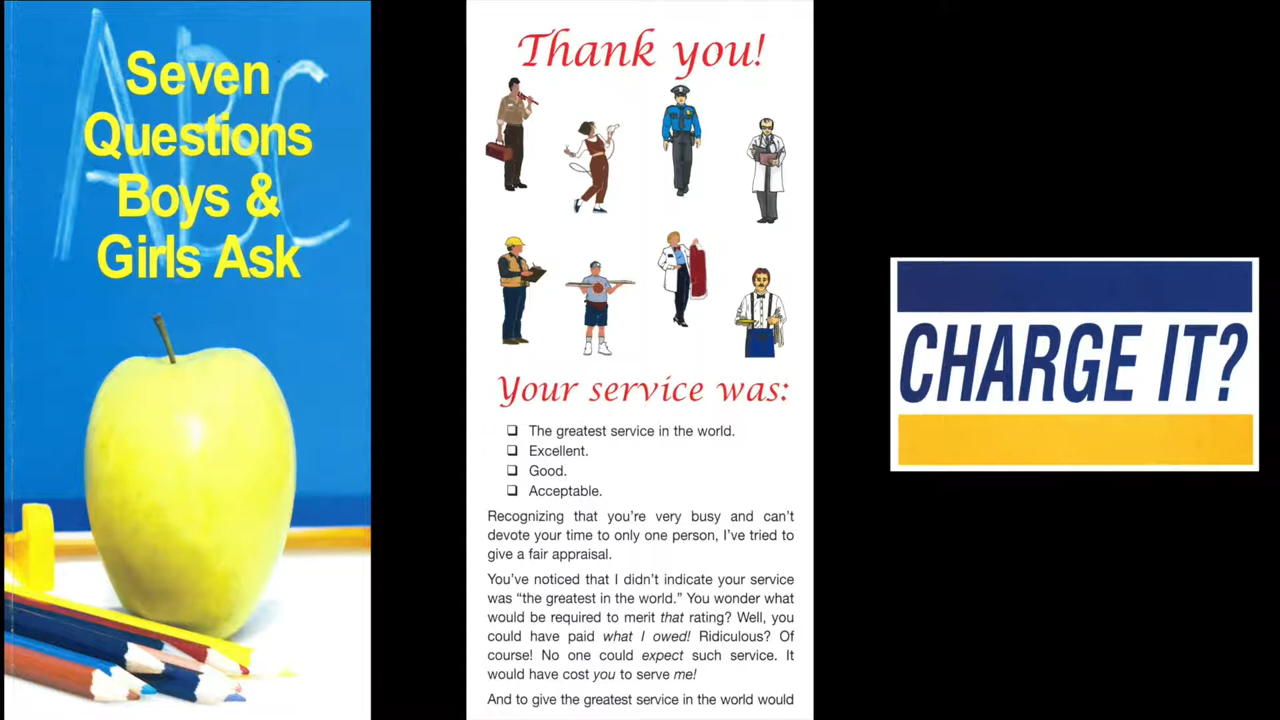 ABC
Seven
Questions
Boys &
Girls Ask
Thank you!
Your service was:
❑ The greatest service in the world.
❑ Excellent.
❑ Good.
❑ Acceptable.
Recognizing that you're very busy and can't
devote your time to only one person, I've tried to
give a fair appraisal.
You've noticed that I didn't indicate your service
was “the greatest in the world.” You wonder what
would be required to merit that rating? Well, you
could have paid what I owed! Ridiculous? Of
course! No one could expect such service. It
would have cost you to serve me!
And to give the greatest service in the world would
CHARGE IT?